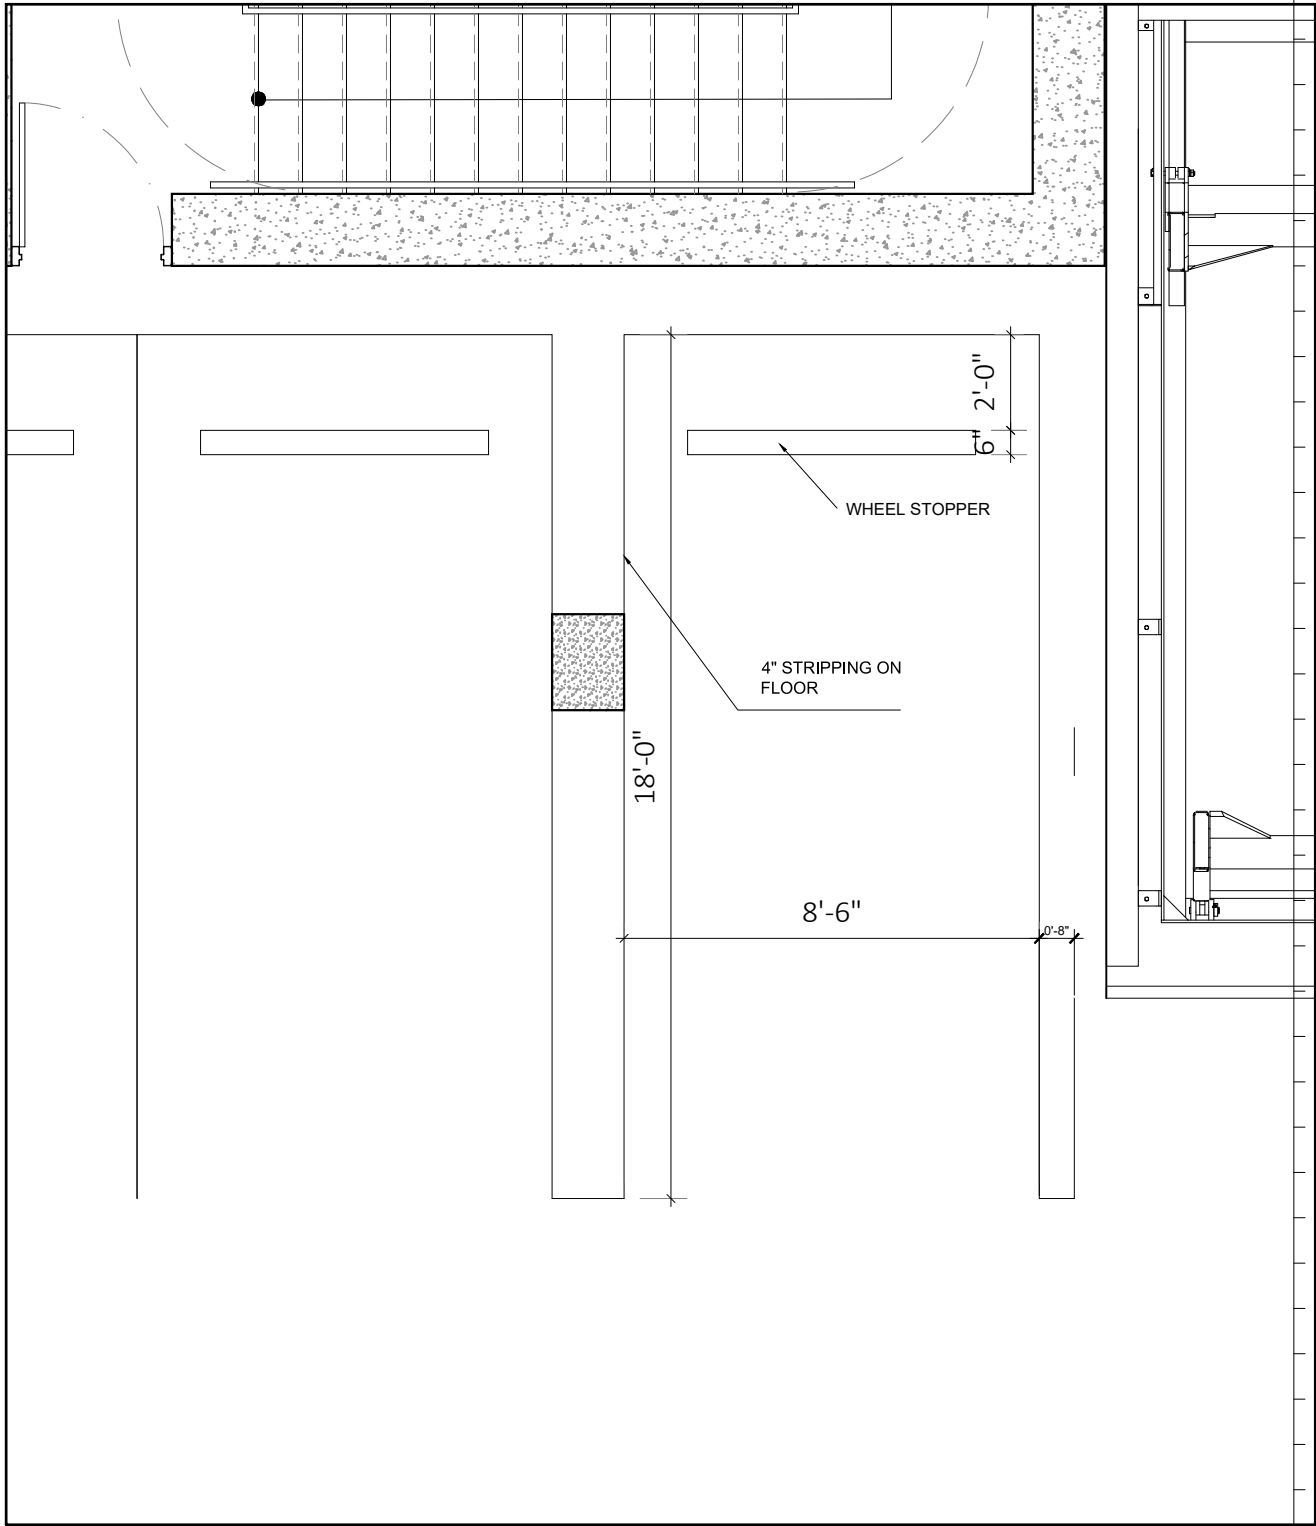 2'-0"
6"
WHEEL STOPPER
4" STRIPPING ON
FLOOR
18'-0"
8'-6"
0'-8"